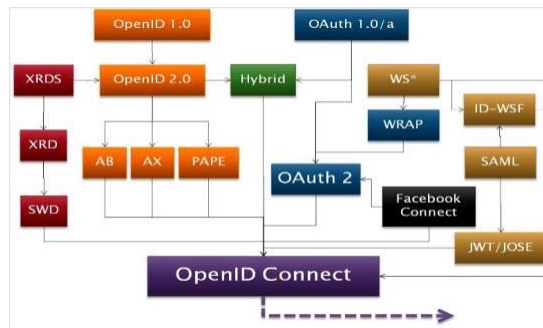 OpenID 1.0
OAuth 1.0/a
XRDS
OpenID 2.0
Hybrid
WS*
ID-WSF
XRD
WRAP
AB
AX
PAPE
OAuth 2
SAML
SWD
Facebook
Connect
JWT/JOSE
OpenID Connect